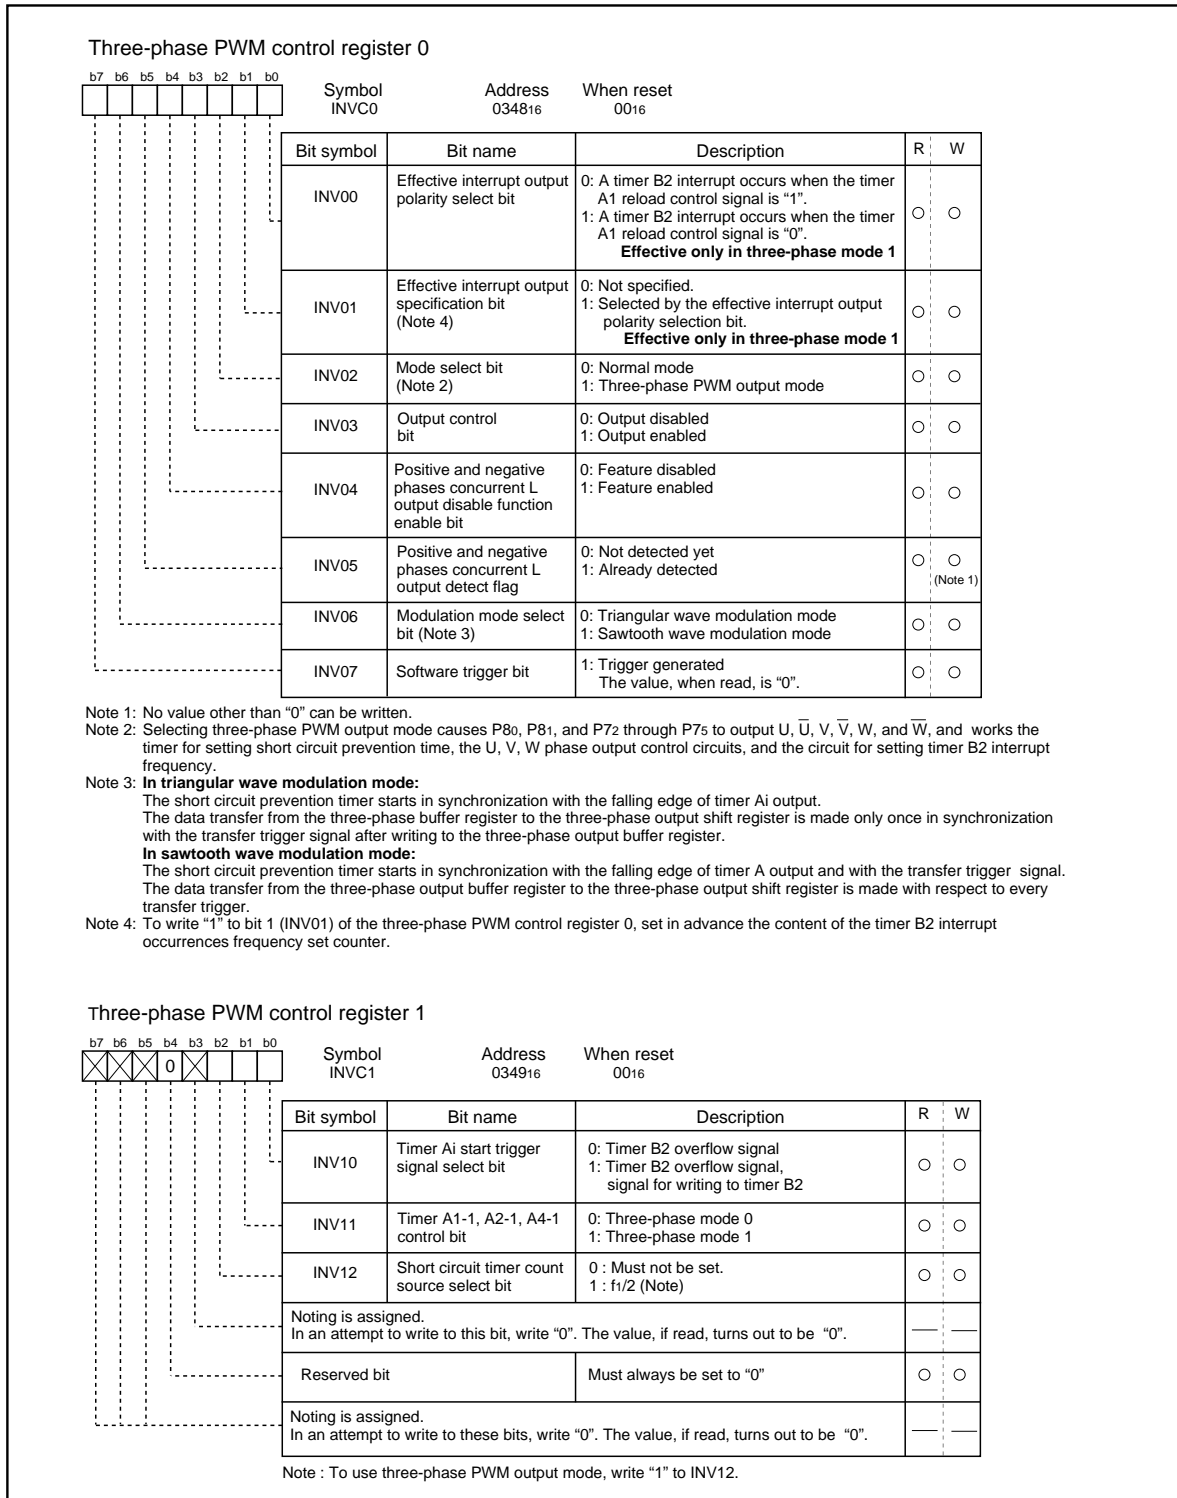 Three-phase PWM control register 0
b7 b6 b5 b4 b3 b2 b1 b0
Symbol Address When reset
INVC0 034816 0016
Bit symbol Bit name Description R W
INV00 Effective interrupt output polarity select bit 0: A timer B2 interrupt occurs when the timer
A1 reload control signal is “1”.
1: A timer B2 interrupt occurs when the timer
A1 reload control signal is “0”.
Effective only in three-phase mode 1
INV01 Effective interrupt output specification bit (Note 4) 0: Not specified.
1: Selected by the effective interrupt output
polarity selection bit.
Effective only in three-phase mode 1
INV02 Mode select bit (Note 2) 0: Normal mode
1: Three-phase PWM output mode
INV03 Output control bit 0: Output disabled
1: Output enabled
INV04 Positive and negative phases concurrent L output disable function enable bit 0: Feature disabled
1: Feature enabled
INV05 Positive and negative phases concurrent L output detect flag 0: Not detected yet
1: Already detected
(Note 1)
INV06 Modulation mode select bit (Note 3) 0: Triangular wave modulation mode
1: Sawtooth wave modulation mode
INV07 Software trigger bit 1: Trigger generated
The value, when read, is “0”.
Note 1: No value other than “0” can be written.
Note 2: Selecting three-phase PWM output mode causes P80, P81, and P72 through P75 to output U, U̅, V, V̅, W, and W̅, and works the
timer for setting short circuit prevention time, the U, V, W phase output control circuits, and the circuit for setting timer B2 interrupt
frequency.
Note 3: In triangular wave modulation mode:
The short circuit prevention timer starts in synchronization with the falling edge of timer Ai output.
The data transfer from the three-phase buffer register to the three-phase output shift register is made only once in synchronization
with the transfer trigger signal after writing to the three-phase output buffer register.
In sawtooth wave modulation mode:
The short circuit prevention timer starts in synchronization with the falling edge of timer A output and with the transfer trigger signal.
The data transfer from the three-phase output buffer register to the three-phase output shift register is made with respect to every
transfer trigger.
Note 4: To write “1” to bit 1 (INV01) of the three-phase PWM control register 0, set in advance the content of the timer B2 interrupt
occurrences frequency set counter.
Three-phase PWM control register 1
b7 b6 b5 b4 b3 b2 b1 b0
0
Symbol Address When reset
INVC1 034916 0016
Bit symbol Bit name Description R W
INV10 Timer Ai start trigger signal select bit 0: Timer B2 overflow signal
1: Timer B2 overflow signal,
signal for writing to timer B2
INV11 Timer A1-1, A2-1, A4-1 control bit 0: Three-phase mode 0
1: Three-phase mode 1
INV12 Short circuit timer count source select bit 0 : Must not be set.
1 : f1/2 (Note)
Noting is assigned.
In an attempt to write to this bit, write “0”. The value, if read, turns out to be “0”.
Reserved bit Must always be set to “0”
Noting is assigned.
In an attempt to write to these bits, write “0”. The value, if read, turns out to be “0”.
Note : To use three-phase PWM output mode, write “1” to INV12.